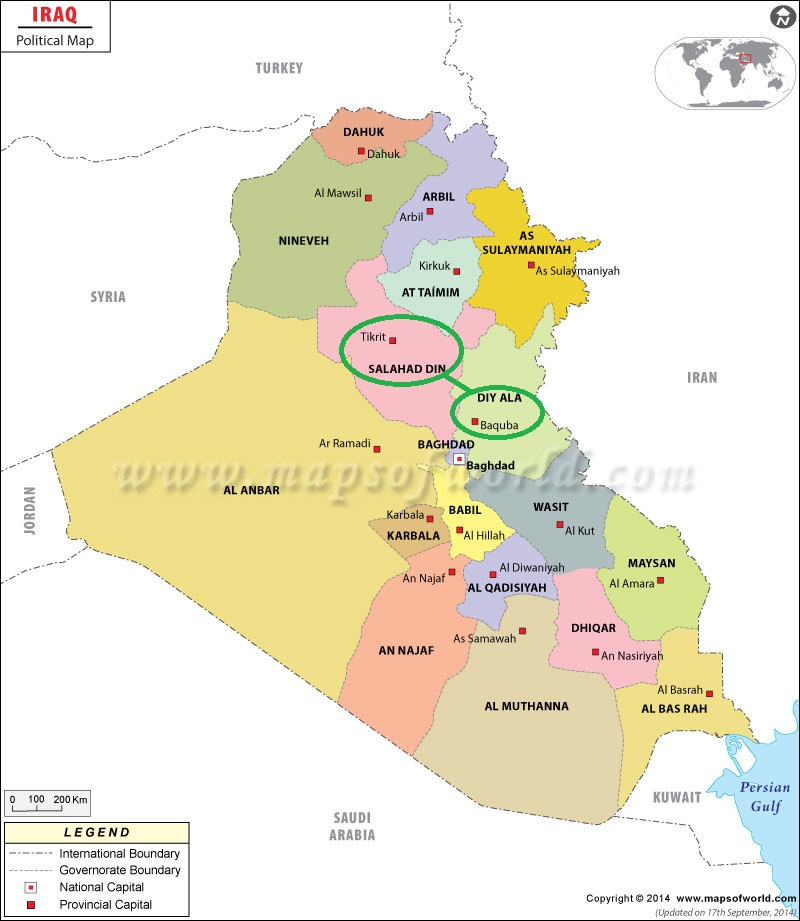 IRAQ
Political Map
N
TURKEY
DAHUK
Dahuk
Al Mawsil
ARBIL
Arbil
NINEVEH
AS
SULAYMANIYAH
As Sulaymaniyah
Kirkuk
AT TAÍMIM
SYRIA
Tikrit
SALAHAD DIN
IRAN
DIY ALA
Baquba
Ar Ramadi
BAGHDAD
Baghdad
www.mapsofworld.com
AL ANBAR
JORDAN
BABIL
WASIT
Karbala
KARBALA
Al Hillah
Al Kut
MAYSAN
An Najaf
Al Diwaniyah
AL QADISIYAH
Al Amara
As Samawah
DHIQAR
AN NAJAF
An Nasiriyah
Al Basrah
AL MUTHANNA
AL BAS RAH
KUWAIT
Persian
Gulf
0 100 200 Km
SAUDI
ARABIA
LEGEND
International Boundary
Governorate Boundary
National Capital
Provincial Capital
Copyright © 2014 www.mapsofworld.com
(Updated on 17th September, 2014)